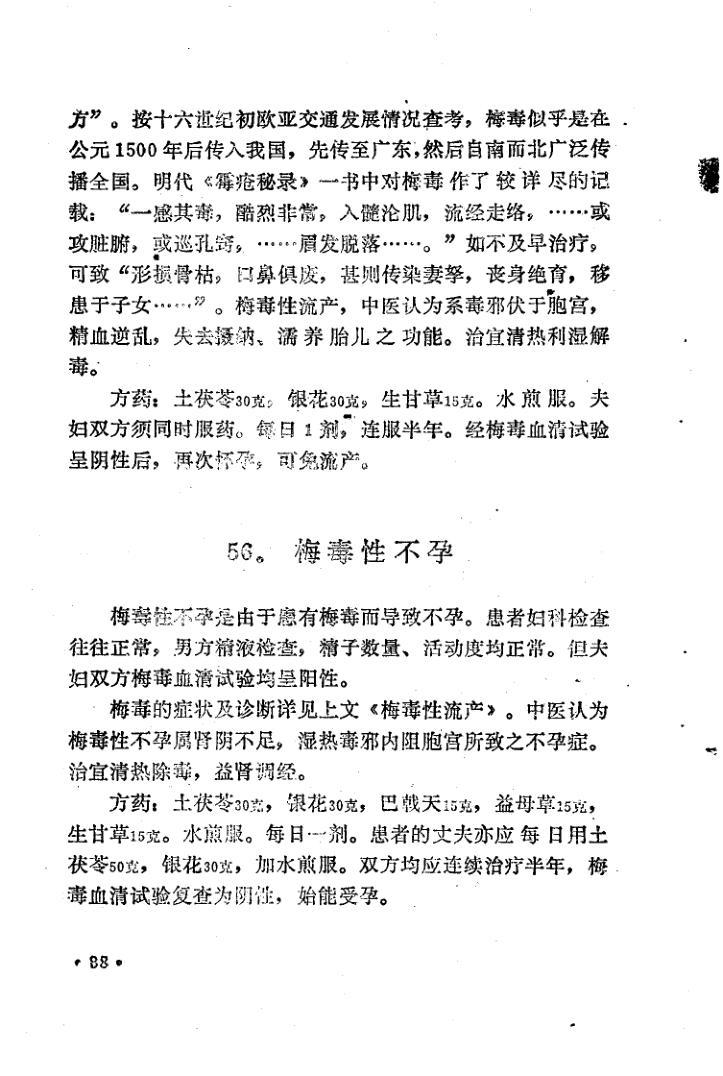 方”。按十六世纪初欧亚交通发展情况查考，梅毒似乎是在
公元1500年后传入我国，先传至广东，然后自南而北广泛传
播全国。明代《霉疮秘录》一书中对梅毒作了较详尽的记
载：“一感其毒，酷烈非常，入髓沦肌，流经走络，……或
攻脏腑，或巡孔窍，……眉发脱落……。”如不及早治疗，
可致“形损骨枯，口鼻俱废，甚则传染妻孥，丧身绝育，移
患于子女……”。梅毒性流产，中医认为系毒邪伏于胞宫，
精血逆乱，失去摄纳、濡养胎儿之功能。治宜清热利湿解
毒。
方药：土茯苓30克，银花30克，生甘草15克。水煎服。夫
妇双方须同时服药。每日1剂，连服半年。经梅毒血清试验
呈阴性后，再次怀孕，可免流产。
56。梅毒性不孕
梅毒性不孕是由于患有梅毒而导致不孕。患者妇科检查
往往正常，男方精液检查，精子数量、活动度均正常。但夫
妇双方梅毒血清试验均呈阳性。
梅毒的症状及诊断详见上文《梅毒性流产》。中医认为
梅毒性不孕属肾阴不足，湿热毒邪内阻胞宫所致之不孕症。
治宜清热除毒，益肾调经。
方药：土茯苓30克，银花30克，巴戟天15克，益母草15克，
生甘草15克。水煎服。每日一剂。患者的丈夫亦应每日用土
茯苓50克，银花30克，加水煎服。双方均应连续治疗半年，梅
毒血清试验复查为阴性，始能受孕。
·88·